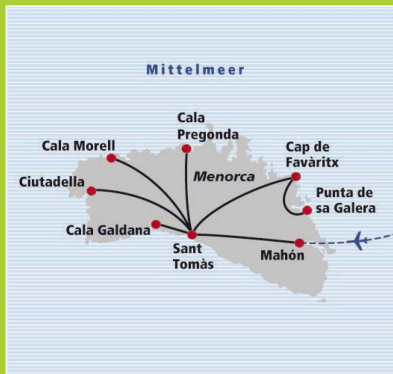 Mittelmeer
Cala
Pregonda
Cala Morell
Cap de
Favàritx
Ciutadella
Menorca
Punta de
sa Galera
Cala Galdana
Sant
Tomàs
Mahón